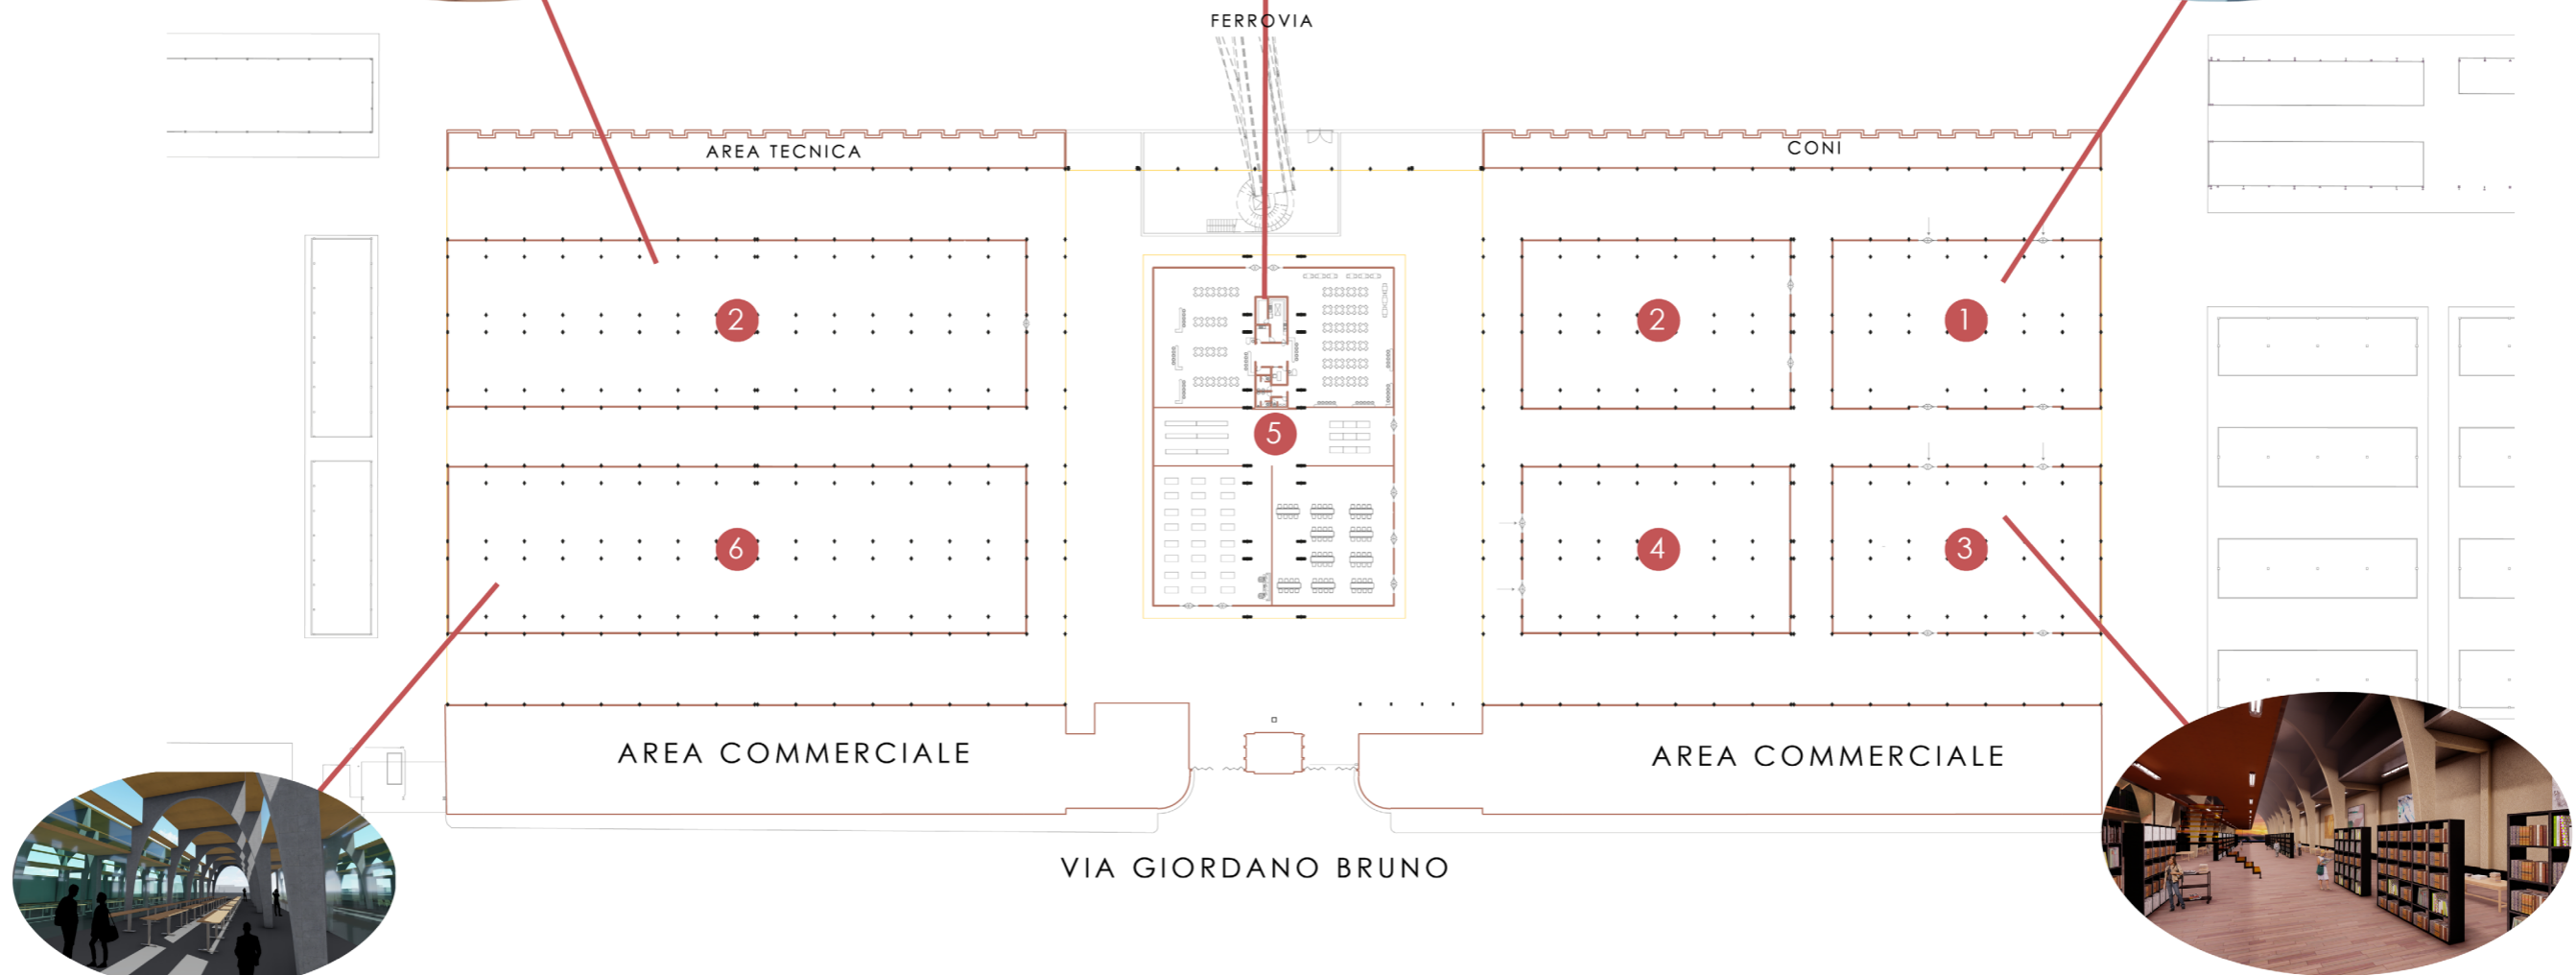 FERROVIA
AREA TECNICA
CONI
2
2
1
5
6
4
3
AREA COMMERCIALE
AREA COMMERCIALE
VIA GIORDANO BRUNO